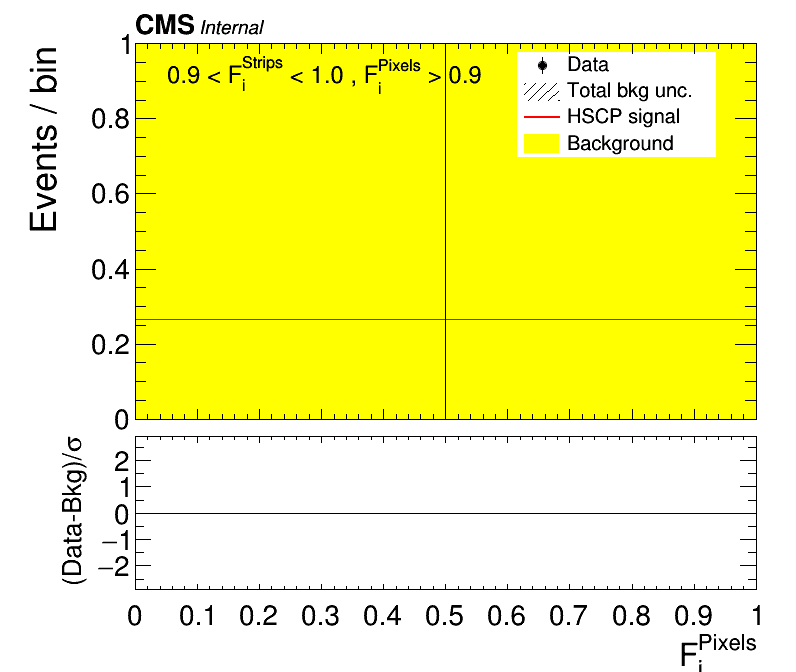 CMS Internal
0.9 < F_i^Strips < 1.0 , F_i^Pixels > 0.9
Data
Total bkg unc.
HSCP signal
Background
Events / bin
1
0.8
0.6
0.4
0.2
0
(Data-Bkg)/σ
2
1
0
−1
−2
0 0.1 0.2 0.3 0.4 0.5 0.6 0.7 0.8 0.9 1
F_i^Pixels